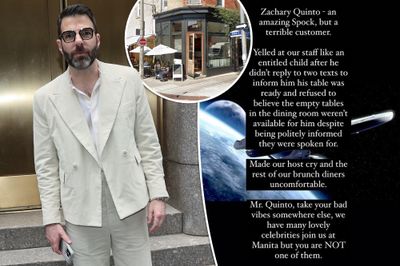 Zachary Quinto - an
amazing Spock, but a
terrible customer.
Yelled at our staff like an
entitled child after he
didn't reply to two texts to
inform him his table was
ready and refused to
believe the empty tables
in the dining room weren't
available for him despite
being politely informed
they were spoken for.
Made our host cry and the
rest of our brunch diners
uncomfortable.
Mr. Quinto, take your bad
vibes somewhere else, we
have many lovely
celebrities join us at
Manita but you are NOT
one of them.